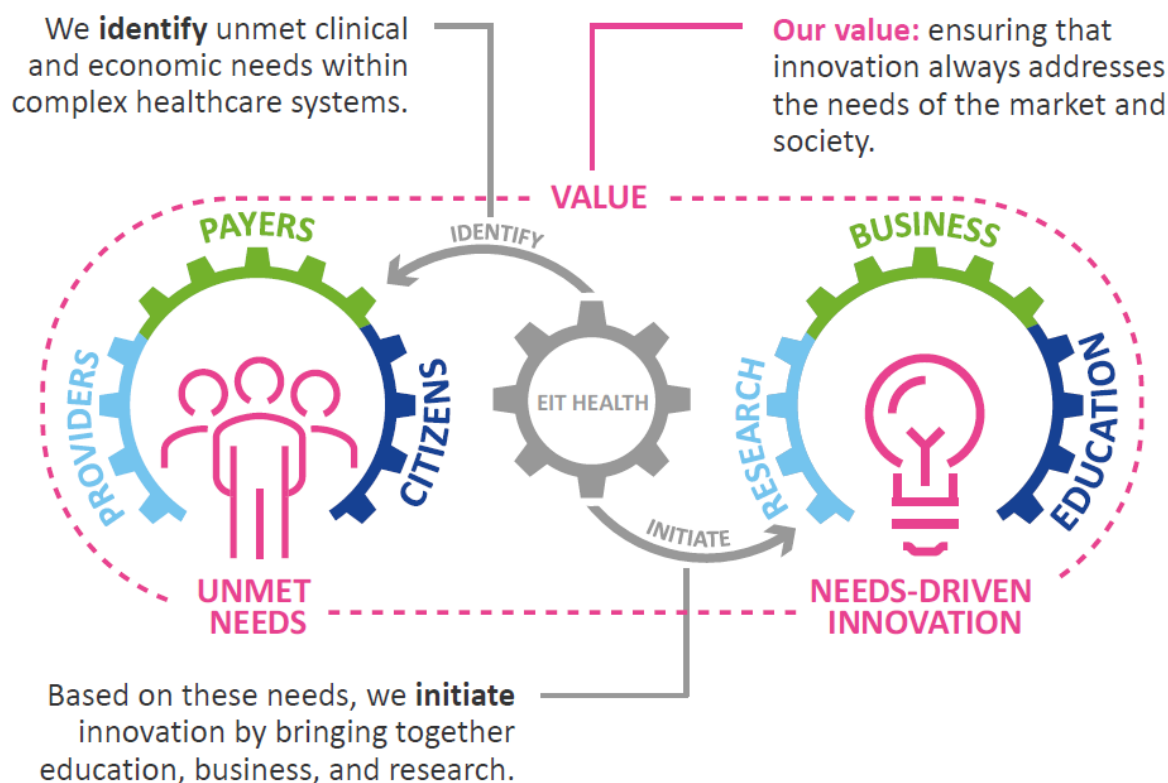 We identify unmet clinical
and economic needs within
complex healthcare systems.
Our value: ensuring that
innovation always addresses
the needs of the market and
society.
VALUE
PAYERS
IDENTIFY
BUSINESS
PROVIDERS
CITIZENS
EIT HEALTH
RESEARCH
EDUCATION
INITIATE
UNMET
NEEDS
NEEDS-DRIVEN
INNOVATION
Based on these needs, we initiate
innovation by bringing together
education, business, and research.